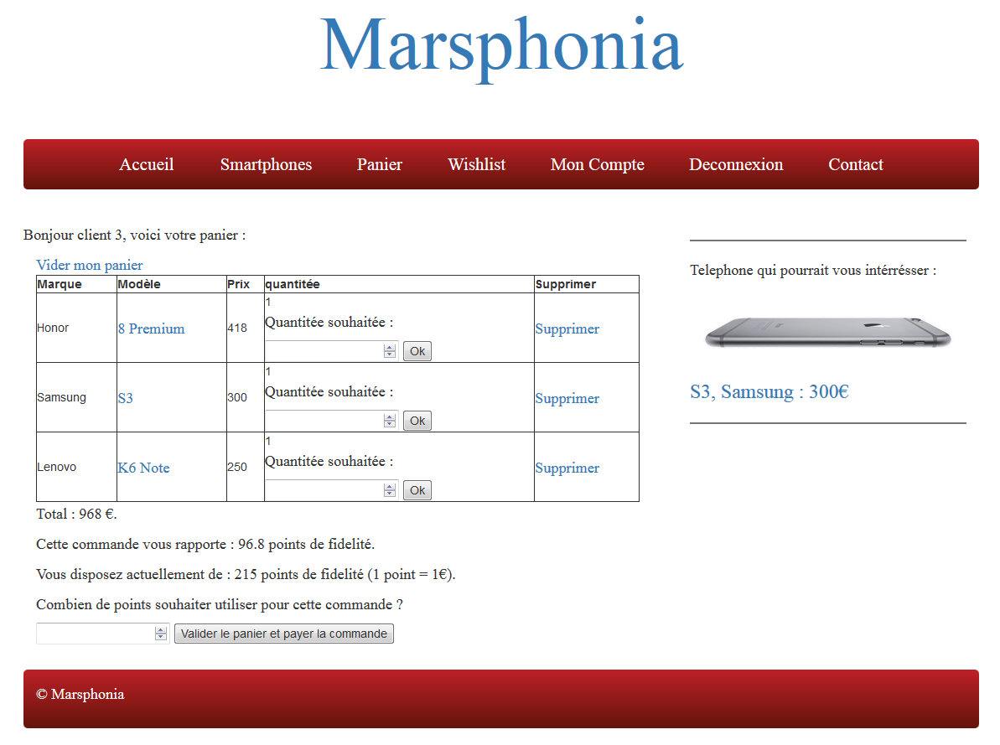 Marsphonia
Accueil Smartphones Panier Wishlist Mon Compte Deconnexion Contact
Bonjour client 3, voici votre panier :
Vider mon panier
Marque Modèle Prix quantitée Supprimer
Honor 8 Premium 418 1 Supprimer
Quantitée souhaitée :
Ok
Samsung S3 300 1 Supprimer
Quantitée souhaitée :
Ok
Lenovo K6 Note 250 1 Supprimer
Quantitée souhaitée :
Ok
Total : 968 €.
Cette commande vous rapporte : 96.8 points de fidelité.
Vous disposez actuellement de : 215 points de fidelité (1 point = 1€).
Combien de points souhaiter utiliser pour cette commande ?
Valider le panier et payer la commande
Telephone qui pourrait vous intérrésser :
S3, Samsung : 300€
© Marsphonia